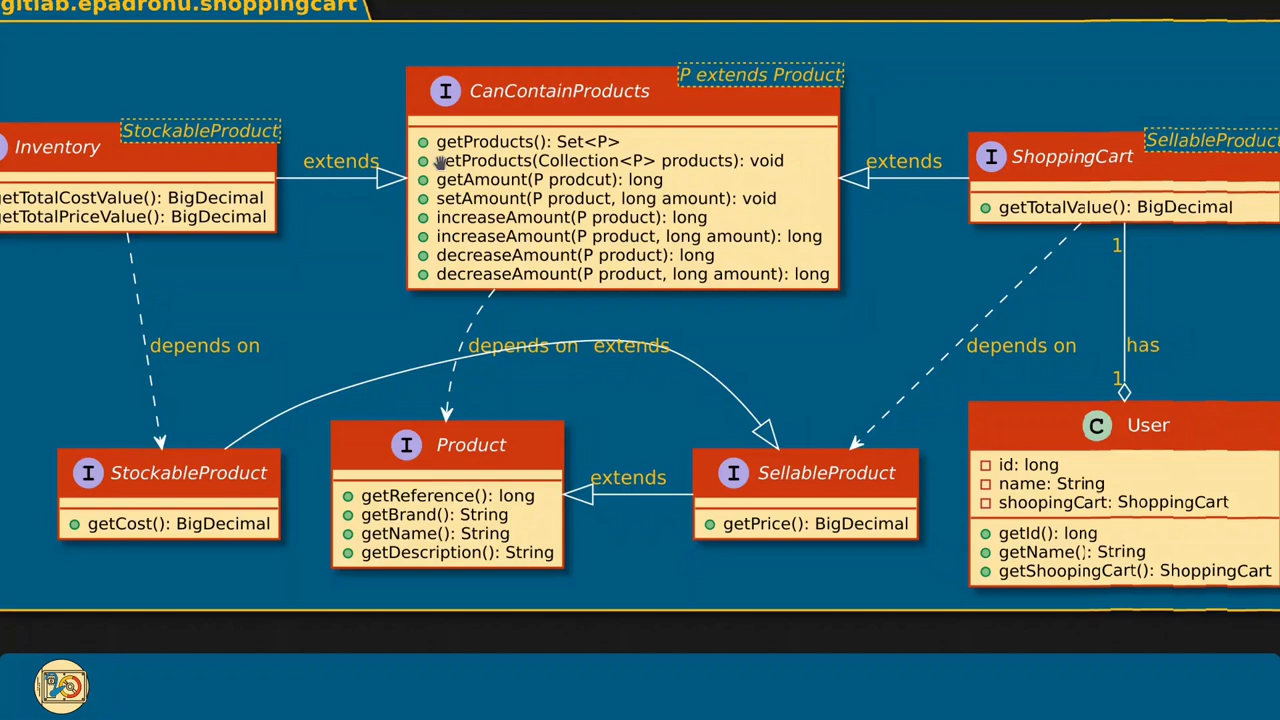 gitlab.epadronu.shoppingcart
Inventory
StockableProduct
getTotalCostValue(): BigDecimal
getTotalPriceValue(): BigDecimal
extends
I
CanContainProducts
P extends Product
getProducts(): Set<P>
etProducts(Collection<P> products): void
getAmount(P prodcut): long
setAmount(P product, long amount): void
increaseAmount(P product): long
increaseAmount(P product, long amount): long
decreaseAmount(P product): long
decreaseAmount(P product, long amount): long
extends
I
ShoppingCart
SellableProduct
getTotalValue(): BigDecimal
1
depends on
depends on
extends
depends on
has
1
I
StockableProduct
getCost(): BigDecimal
I
Product
getReference(): long
getBrand(): String
getName(): String
getDescription(): String
extends
I
SellableProduct
getPrice(): BigDecimal
C
User
id: long
name: String
shoopingCart: ShoppingCart
getId(): long
getName(): String
getShoopingCart(): ShoppingCart